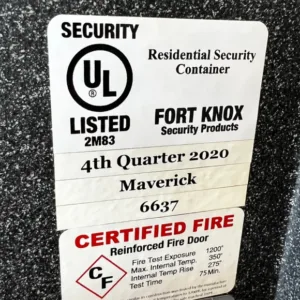 SECURITY
Residential Security
Container
UL
LISTED
2M83
FORT KNOX
Security Products
4th Quarter 2020
Maverick
6637
CERTIFIED FIRE
Reinforced Fire Door
CF
Fire Test Exposure 1200°
Max. Internal Temp. 350°
Internal Temp Rise 275°
Test Time 75 Min.